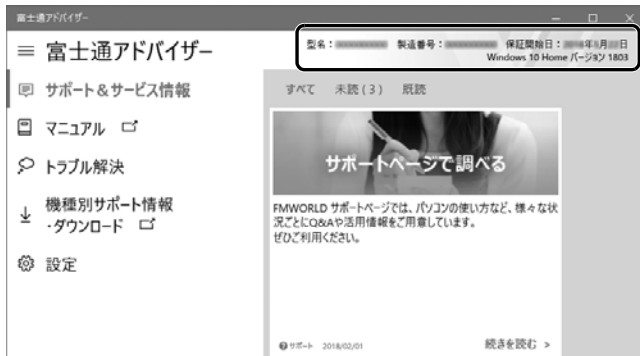 富士通アドバイザー
富士通アドバイザー
型名: 製造番号: 保証開始日: 年 月 日
Windows 10 Home バージョン 1803
サポート&サービス情報
マニュアル
トラブル解決
機種別サポート情報
・ダウンロード
設定
すべて 未読(3) 既読
サポートページで調べる
FMWORLD サポートページでは、パソコンの使い方など、様々な状
況ごとにQ&Aや活用情報をご用意しています。
ぜひご利用ください。
サポート 2018/02/01 続きを読む >